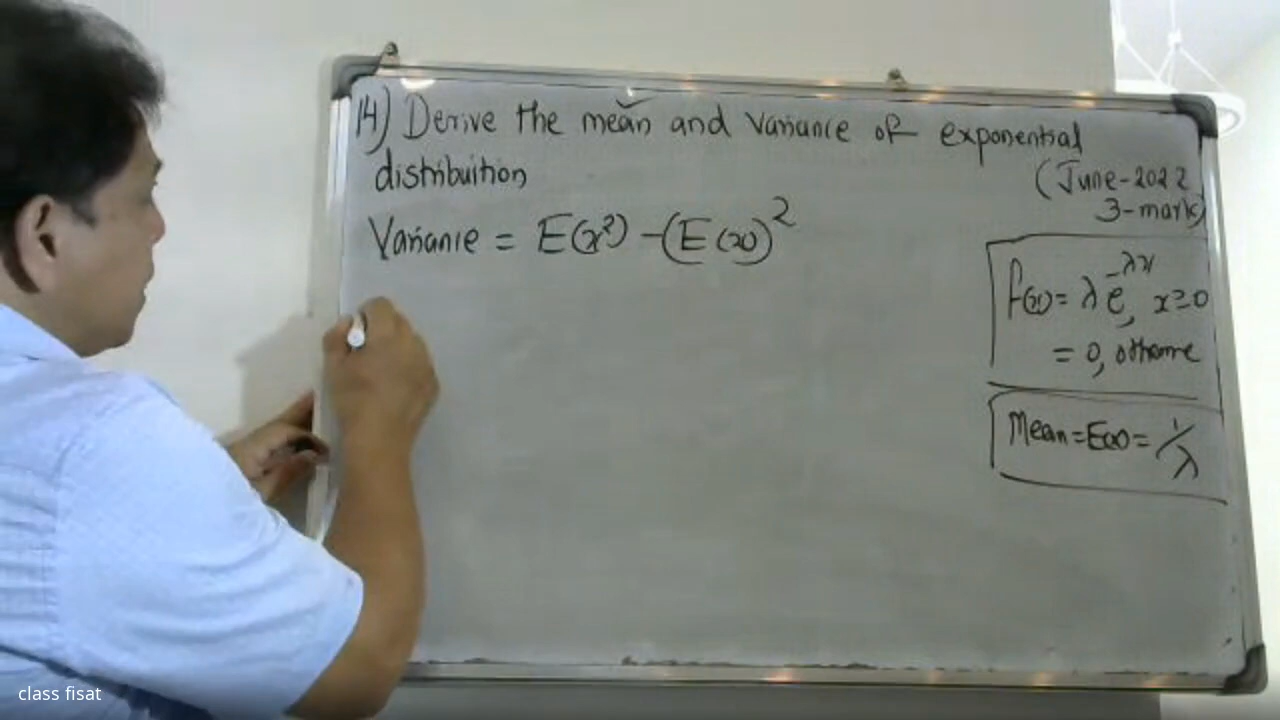 14) Derive the mean and variance of exponential
distribuition
(June-2022
3-mark)
Variance = E(x²) - (E(x))²
f(x) = λ e^-λx, x≥0
= 0, otherwise
Mean = E(x) = 1/λ
class fisat